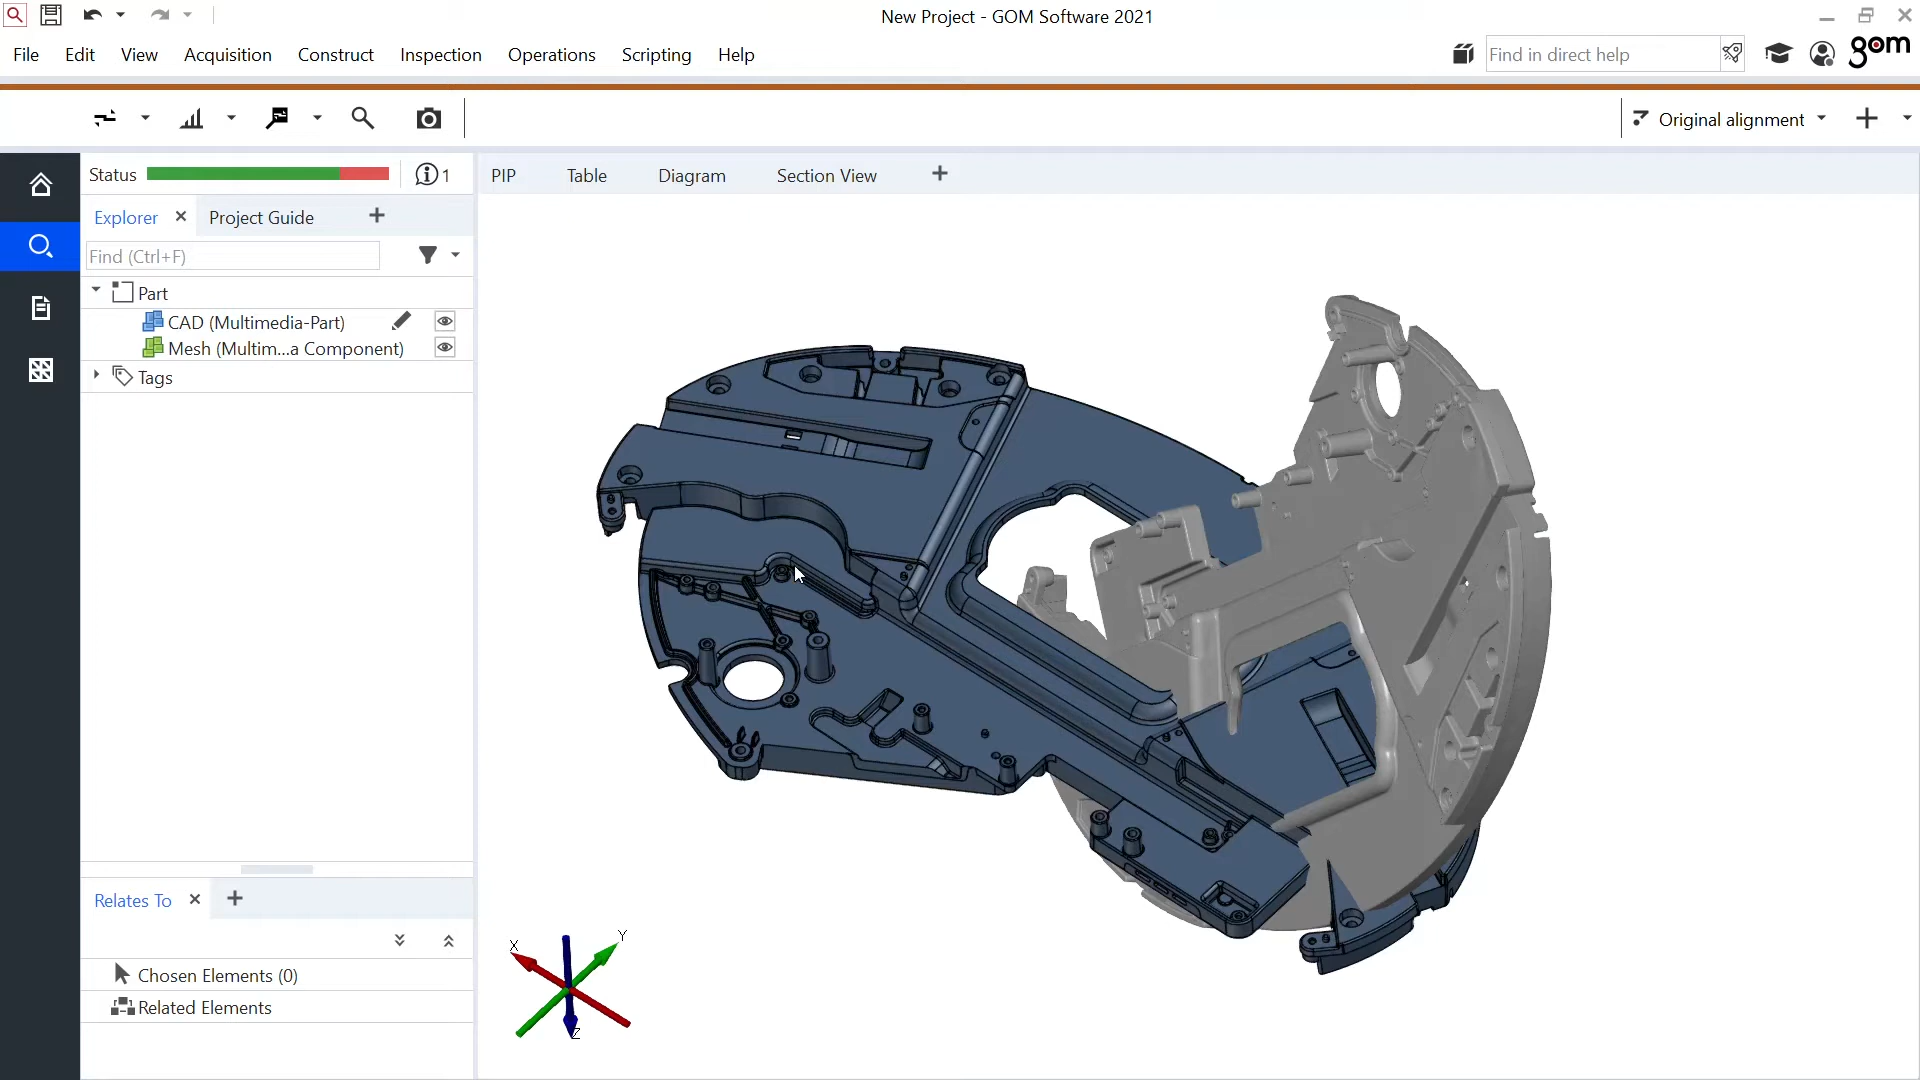 New Project - GOM Software 2021
File Edit View Acquisition Construct Inspection Operations Scripting Help
Find in direct help
gom
Original alignment
Status
1
PIP Table Diagram Section View
Explorer Project Guide
Find (Ctrl+F)
Part
CAD (Multimedia-Part)
Mesh (Multim...a Component)
Tags
Relates To
Chosen Elements (0)
Related Elements
X
Y
Z